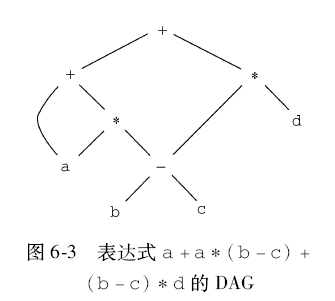 +
+ *
* d
a -
b c
图 6-3 表达式 a + a * (b - c) +
(b - c) * d 的 DAG